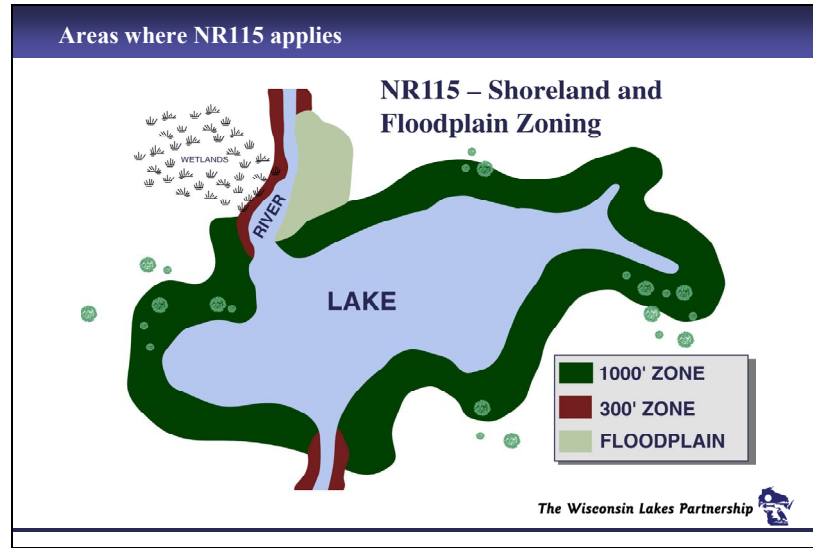 Areas where NR115 applies
NR115 – Shoreland and
Floodplain Zoning
WETLANDS
RIVER
LAKE
1000' ZONE
300' ZONE
FLOODPLAIN
The Wisconsin Lakes Partnership